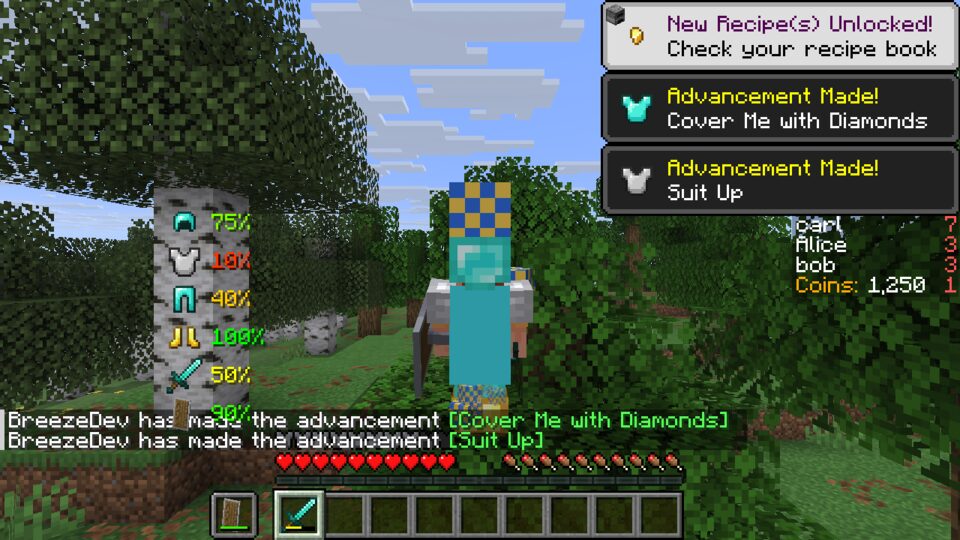 New Recipe(s) Unlocked!
Check your recipe book
Advancement Made!
Cover Me with Diamonds
Advancement Made!
Suit Up
carl 7
Alice 3
bob 3
Coins: 1,250 1
75%
10%
40%
100%
50%
90%
BreezeDev has made the advancement [Cover Me with Diamonds]
BreezeDev has made the advancement [Suit Up]